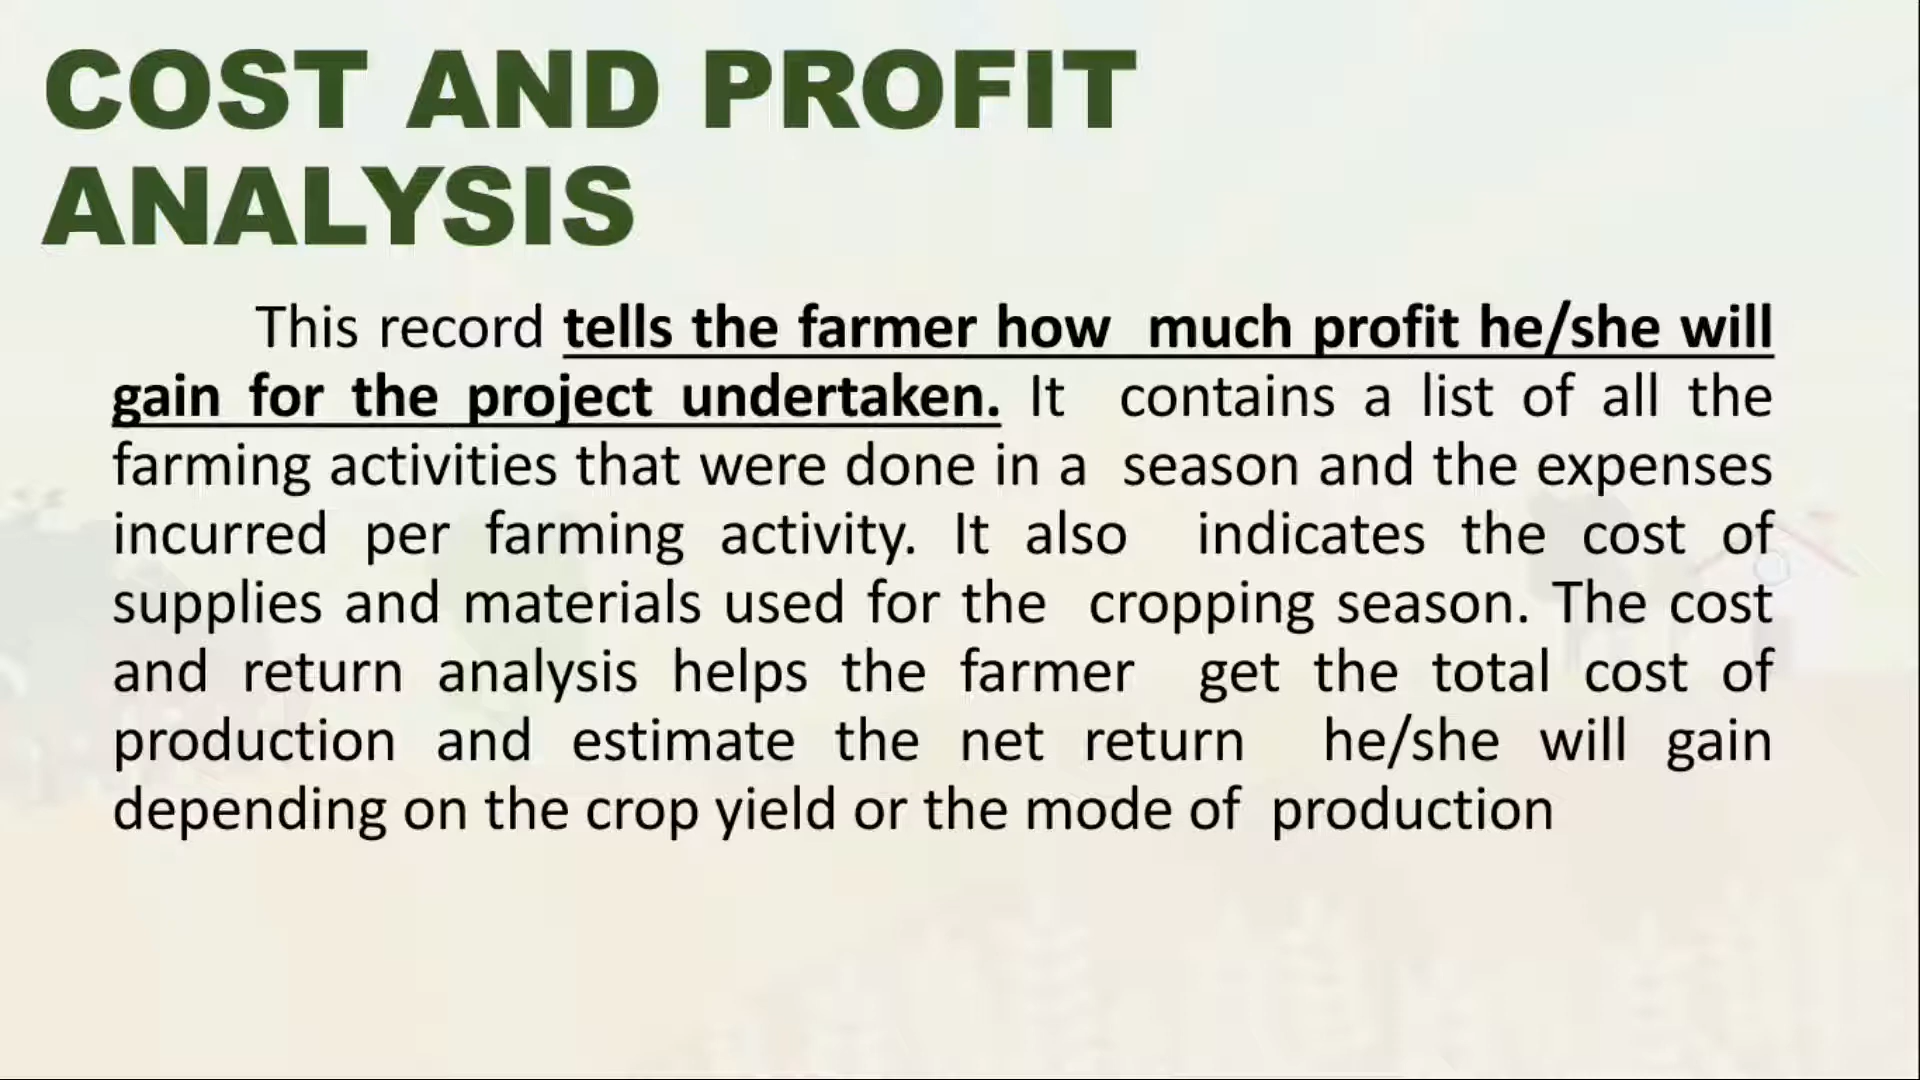 COST AND PROFIT
ANALYSIS
This record tells the farmer how much profit he/she will
gain for the project undertaken. It contains a list of all the
farming activities that were done in a season and the expenses
incurred per farming activity. It also indicates the cost of
supplies and materials used for the cropping season. The cost
and return analysis helps the farmer get the total cost of
production and estimate the net return he/she will gain
depending on the crop yield or the mode of production